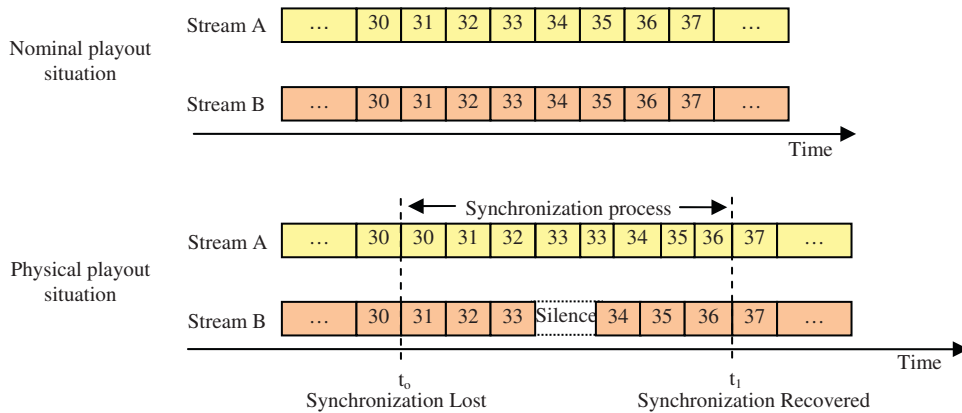 Nominal playout
situation
Stream A
… 30 31 32 33 34 35 36 37 …
Stream B
… 30 31 32 33 34 35 36 37 …
Time
Physical playout
situation
Synchronization process
Stream A
… 30 30 31 32 33 33 34 35 36 37 …
Stream B
… 30 31 32 33 Silence 34 35 36 37 …
Time
to
Synchronization Lost
t1
Synchronization Recovered